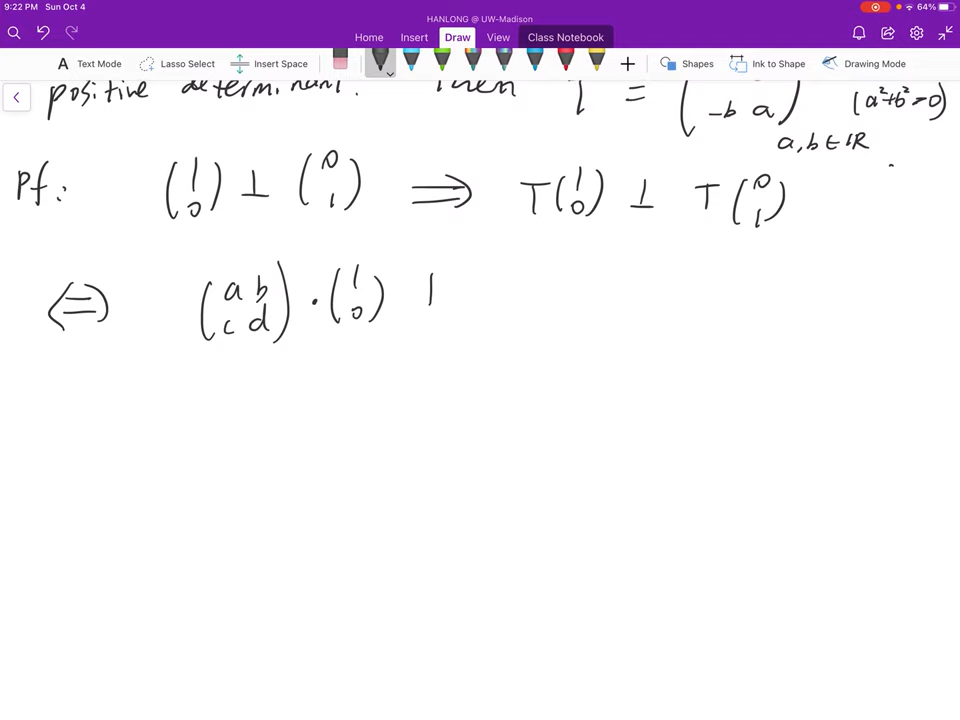 9:22 PM Sun Oct 4
64%
HANLONG @ UW-Madison
Home Insert Draw View Class Notebook
A Text Mode Lasso Select Insert Space + Shapes Ink to Shape Drawing Mode
positive determinant. Then T = ( -b a ) (a²+b²≠0)
a, b ∈ ℝ
Pf: (1 0) ⊥ (0 1) ⟹ T(1 0) ⊥ T(0 1)
⟺ (a b c d) · (1 0) |